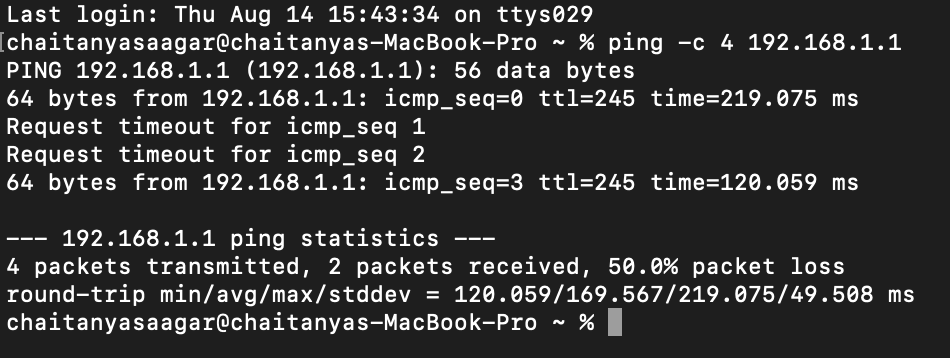 Last login: Thu Aug 14 15:43:34 on ttys029
chaitanyasaagar@chaitanyas-MacBook-Pro ~ % ping -c 4 192.168.1.1
PING 192.168.1.1 (192.168.1.1): 56 data bytes
64 bytes from 192.168.1.1: icmp_seq=0 ttl=245 time=219.075 ms
Request timeout for icmp_seq 1
Request timeout for icmp_seq 2
64 bytes from 192.168.1.1: icmp_seq=3 ttl=245 time=120.059 ms

--- 192.168.1.1 ping statistics ---
4 packets transmitted, 2 packets received, 50.0% packet loss
round-trip min/avg/max/stddev = 120.059/169.567/219.075/49.508 ms
chaitanyasaagar@chaitanyas-MacBook-Pro ~ %